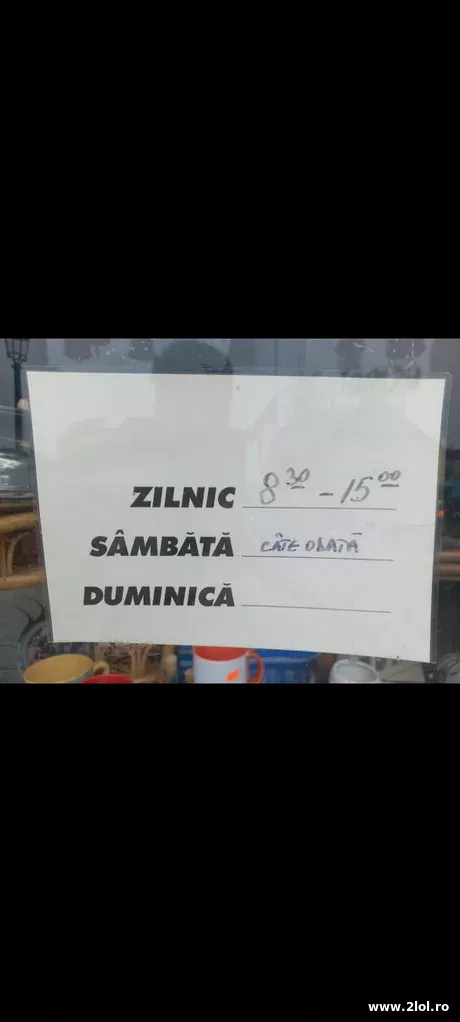 ZILNIC 8³⁰ - 15⁰⁰
SÂMBĂTĂ CÂTE ODATĂ
DUMINICĂ
www.2lol.ro